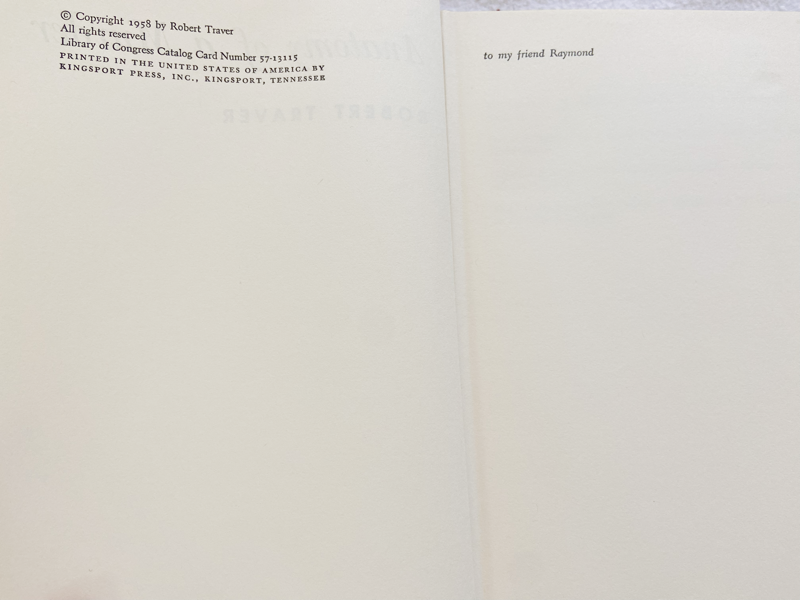 © Copyright 1958 by Robert Traver
All rights reserved
Library of Congress Catalog Card Number 57-13115
PRINTED IN THE UNITED STATES OF AMERICA BY
KINGSPORT PRESS, INC., KINGSPORT, TENNESSEE
to my friend Raymond